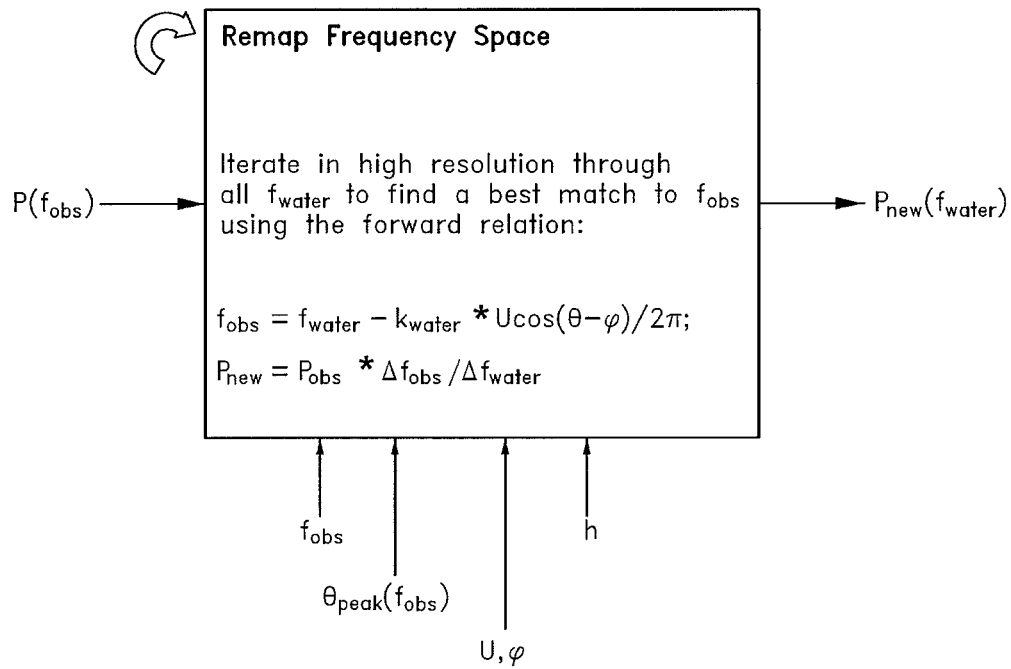 Remap Frequency Space
Iterate in high resolution through
all f_water to find a best match to f_obs
using the forward relation:
P(f_obs)
P_new(f_water)
f_obs = f_water − k_water * Ucos(θ−φ)/2π;
P_new = P_obs * Δf_obs/Δf_water
f_obs
h
θ_peak(f_obs)
U,φ